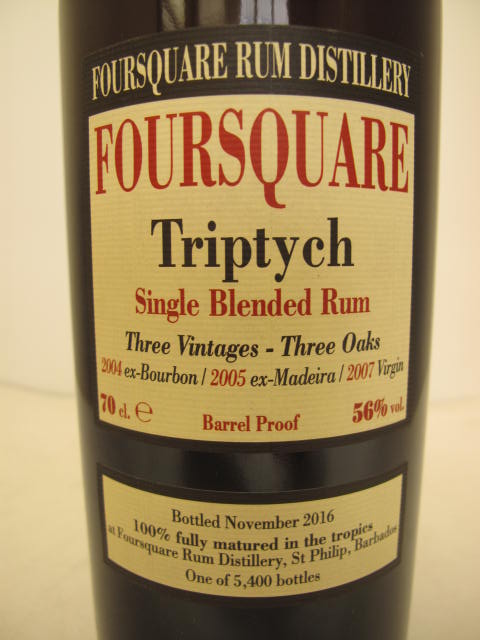 FOURSQUARE RUM DISTILLERY
FOURSQUARE
Triptych
Single Blended Rum
Three Vintages - Three Oaks
2004 ex-Bourbon / 2005 ex-Madeira / 2007 Virgin
70 cl. ℮ Barrel Proof 56% vol.
Bottled November 2016
100% fully matured in the tropics
at Foursquare Rum Distillery, St Philip, Barbados
One of 5,400 bottles